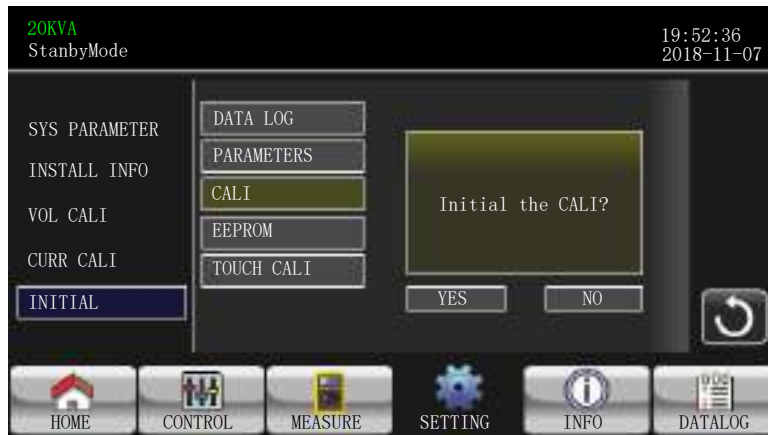 20KVA
StanbyMode
19:52:36
2018-11-07
SYS PARAMETER
INSTALL INFO
VOL CALI
CURR CALI
INITIAL
DATA LOG
PARAMETERS
CALI
EEPROM
TOUCH CALI
Initial the CALI?
YES
NO
HOME
CONTROL
MEASURE
SETTING
INFO
DATALOG